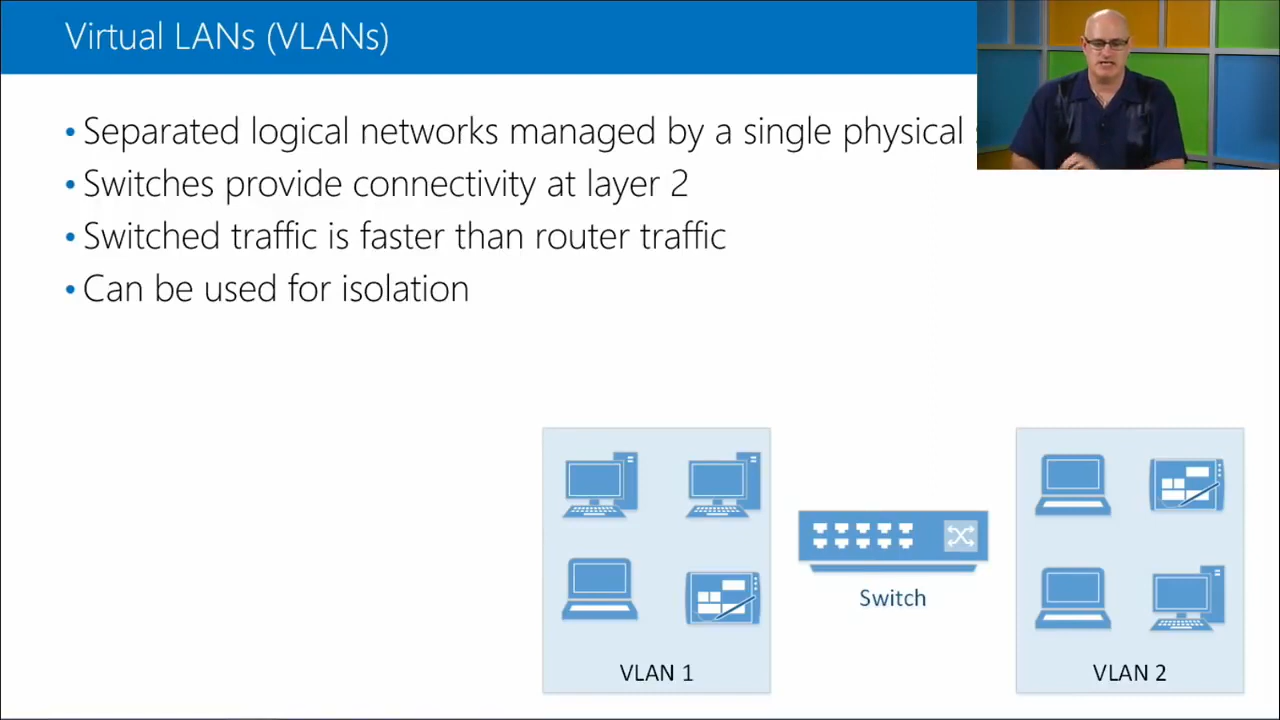 Virtual LANs (VLANs)
• Separated logical networks managed by a single physical
• Switches provide connectivity at layer 2
• Switched traffic is faster than router traffic
• Can be used for isolation
Switch
VLAN 1
VLAN 2